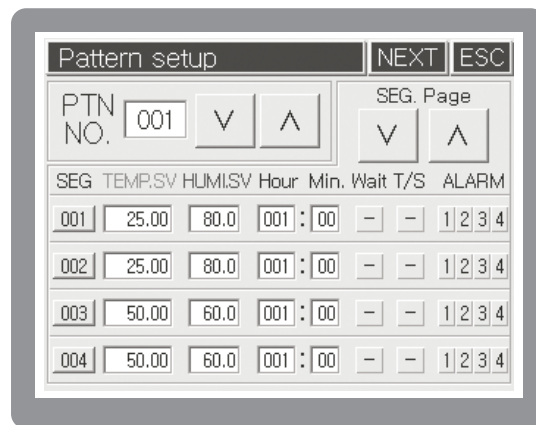 Pattern setup NEXT ESC
PTN NO. 001 V Λ SEG. Page V Λ
SEG TEMP.SV HUMI.SV Hour Min. Wait T/S ALARM
001 25.00 80.0 001 : 00 – – 1 2 3 4
002 25.00 80.0 001 : 00 – – 1 2 3 4
003 50.00 60.0 001 : 00 – – 1 2 3 4
004 50.00 60.0 001 : 00 – – 1 2 3 4